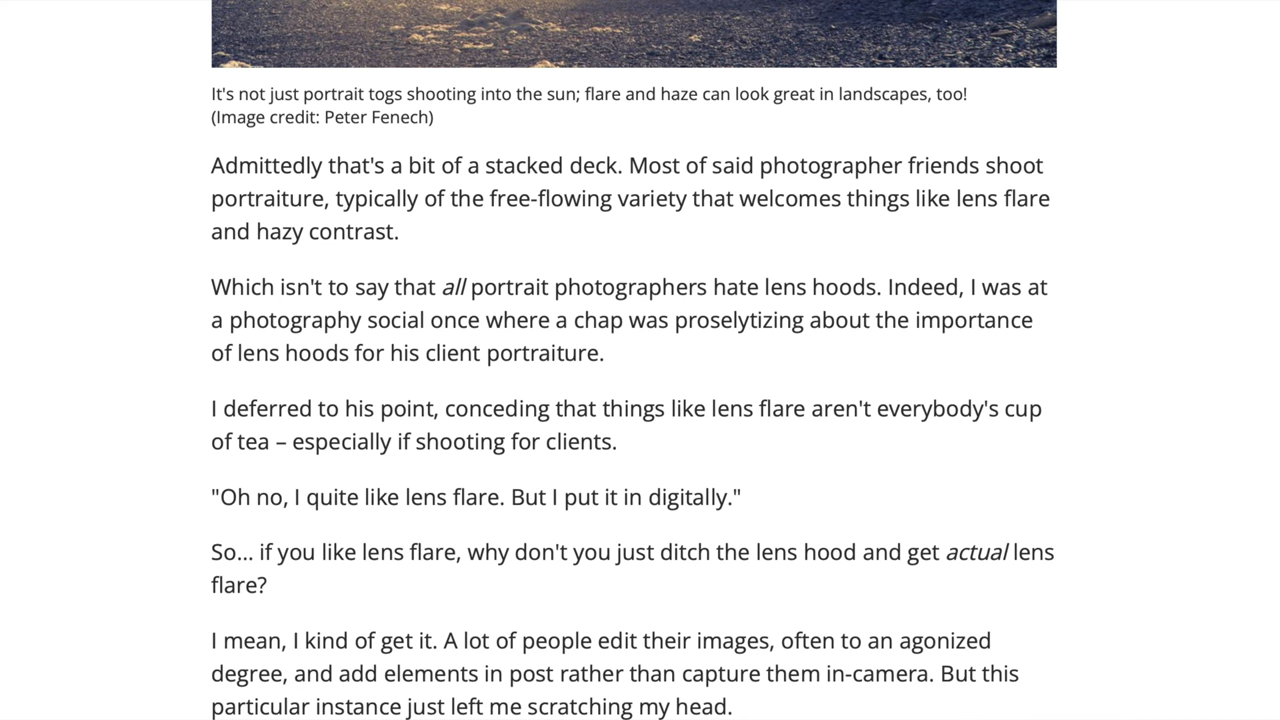 It's not just portrait togs shooting into the sun; flare and haze can look great in landscapes, too!
(Image credit: Peter Fenech)
Admittedly that's a bit of a stacked deck. Most of said photographer friends shoot
portraiture, typically of the free-flowing variety that welcomes things like lens flare
and hazy contrast.
Which isn't to say that all portrait photographers hate lens hoods. Indeed, I was at
a photography social once where a chap was proselytizing about the importance
of lens hoods for his client portraiture.
I deferred to his point, conceding that things like lens flare aren't everybody's cup
of tea – especially if shooting for clients.
"Oh no, I quite like lens flare. But I put it in digitally."
So... if you like lens flare, why don't you just ditch the lens hood and get actual lens
flare?
I mean, I kind of get it. A lot of people edit their images, often to an agonized
degree, and add elements in post rather than capture them in-camera. But this
particular instance just left me scratching my head.